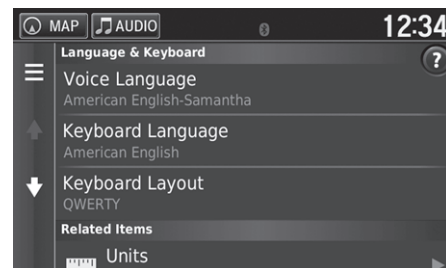 MAP AUDIO 12:34
Language & Keyboard
?
Voice Language
American English-Samantha
Keyboard Language
American English
Keyboard Layout
QWERTY
Related Items
Units